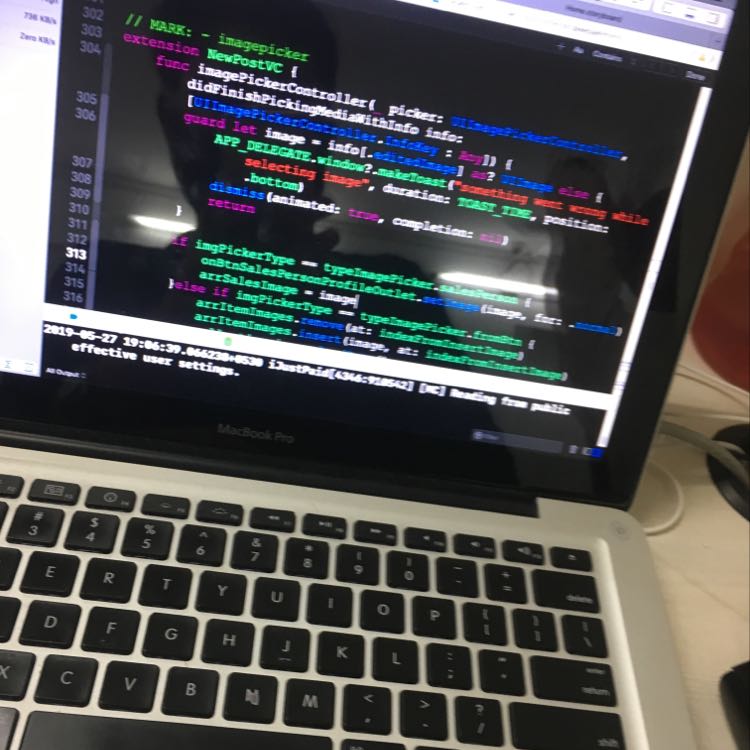 736 KB/s
Zero KB/s
Home storyboard
Aa Contains
Done
302
303 // MARK: - imagepicker
304 extension NewPostVC {
func imagePickerController( picker: UIImagePickerController,
didFinishPickingMediaWithInfo info:
305 [UIImagePickerController.InfoKey : Any]) {
306 guard let image = info[.editedImage] as? UIImage else {
APP_DELEGATE.window?.makeToast("something went wrong while
selecting image", duration: TOAST_TIME, position:
.bottom)
307 dismiss(animated: true, completion: nil)
308 return
309 }
310
311 if imgPickerType == typeImagePicker.salesPerson {
312 onBtnSalesPersonProfileOutlet.setImage(image, for: .normal)
313 arrSalesImage = image
314 }else if imgPickerType == typeImagePicker.fromBtn {
315 arrItemImages.remove(at: indexFromInsertImage)
316 arrItemImages.insert(image, at: indexFromInsertImage)
2019-05-27 19:06:39.066230+0530 iJustPaid[4346:910542] [MC] Reading from public
effective user settings.
All Output
MacBook Pro
# 3 $ 4 % 5 ^ 6 & 7 * 8 ( 9 ) 0 - + = delete
E R T Y U I O P { [ } ] | \
D F G H J K L : ; " ' enter return
X C V B N M < , > . ? / shift